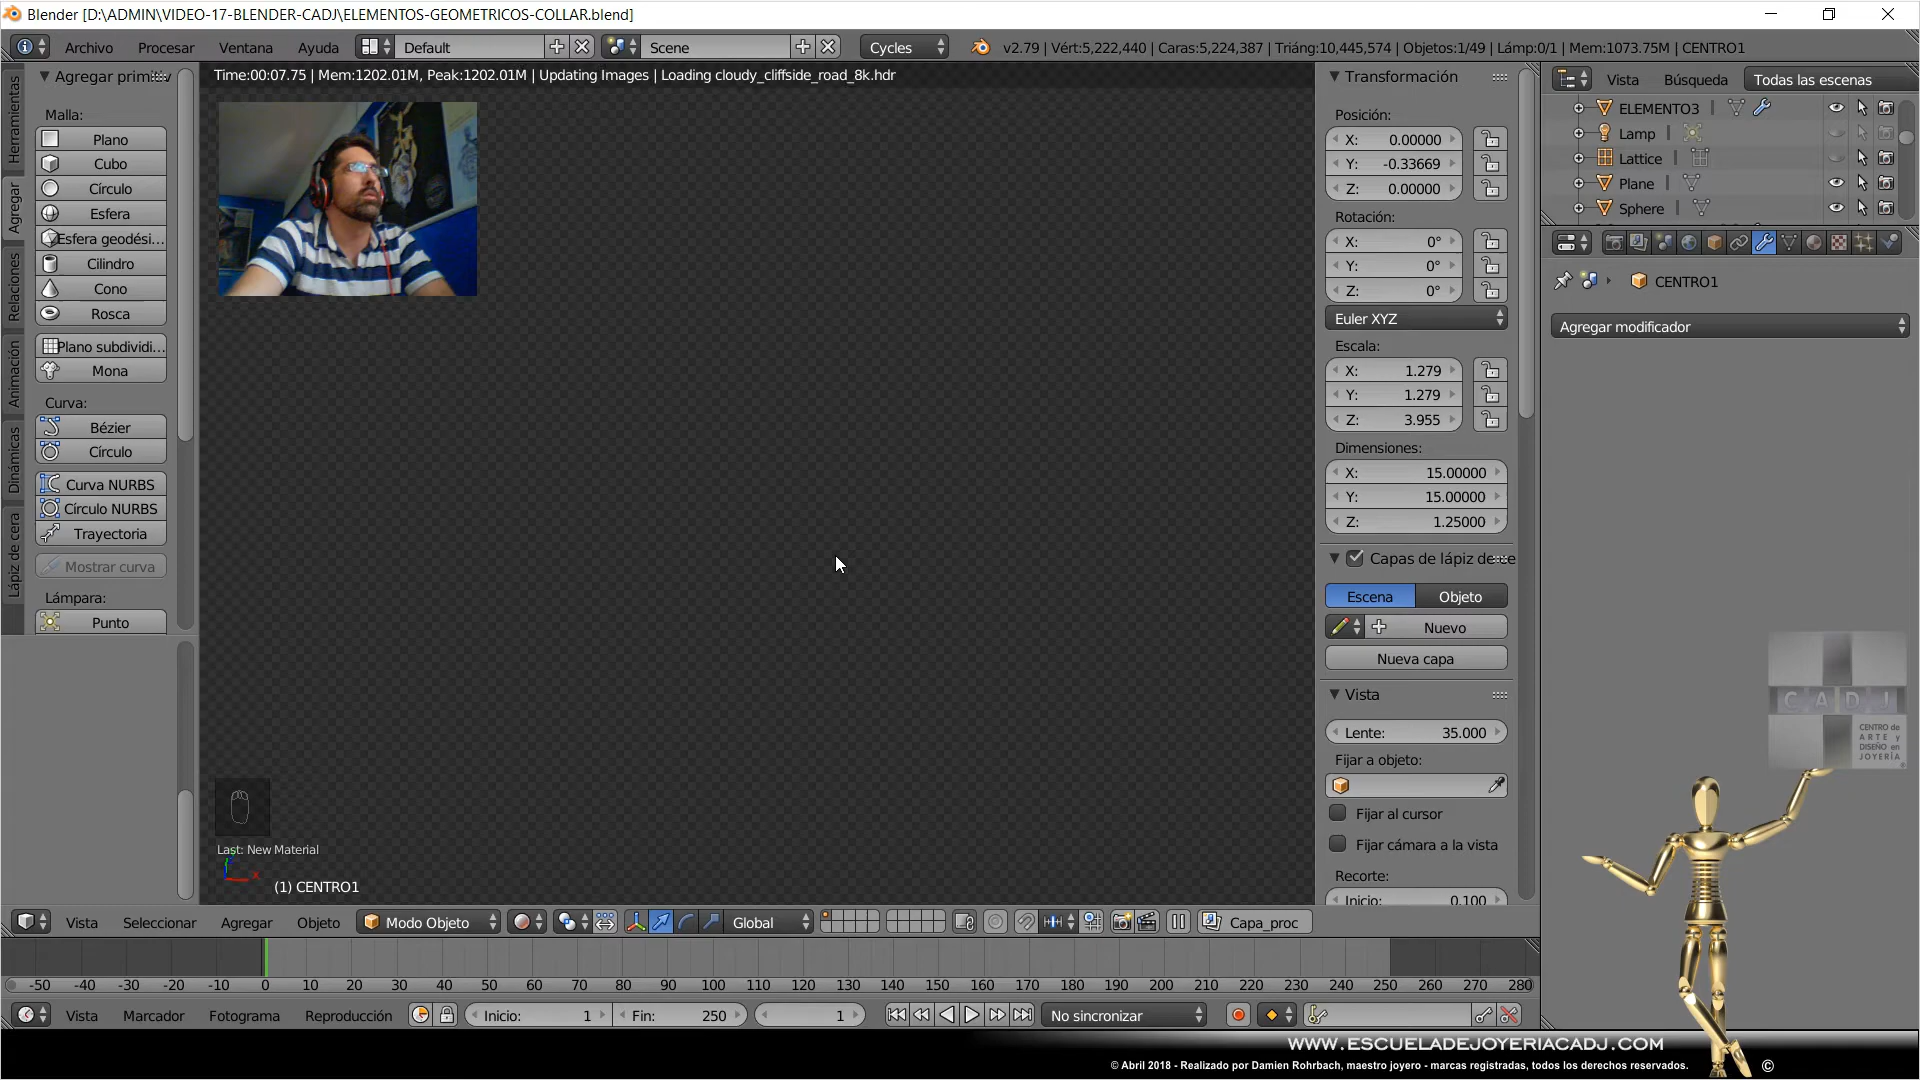 Blender [D:\ADMIN\VIDEO-17-BLENDER-CADJ\ELEMENTOS-GEOMETRICOS-COLLAR.blend]
Archivo Procesar Ventana Ayuda Default Scene Cycles v2.79 | Vért:5,222,440 | Caras:5,224,387 | Triáng:10,445,574 | Objetos:1/49 | Lámp:0/1 | Mem:1073.75M | CENTRO1
Time:00:07.75 | Mem:1202.01M, Peak:1202.01M | Updating Images | Loading cloudy_cliffside_road_8k.hdr
Herramientas
Agregar
Relaciones
Animación
Dinámicas
Lápiz de cera
Agregar primitiv
Malla:
Plano
Cubo
Círculo
Esfera
Esfera geodési...
Cilindro
Cono
Rosca
Plano subdividi...
Mona
Curva:
Bézier
Círculo
Curva NURBS
Círculo NURBS
Trayectoria
Mostrar curva
Lámpara:
Punto
Last: New Material
x
(1) CENTRO1
Transformación
Posición:
X: 0.00000
Y: -0.33669
Z: 0.00000
Rotación:
X: 0°
Y: 0°
Z: 0°
Euler XYZ
Escala:
X: 1.279
Y: 1.279
Z: 3.955
Dimensiones:
X: 15.00000
Y: 15.00000
Z: 1.25000
Capas de lápiz de ce
Escena Objeto
Nuevo
Nueva capa
Vista
Lente: 35.000
Fijar a objeto:
Fijar al cursor
Fijar cámara a la vista
Recorte:
Inicio: 0.100
Vista Búsqueda Todas las escenas
ELEMENTO3
Lamp
Lattice
Plane
Sphere
CENTRO1
Agregar modificador
CADJ
CENTRO de
ARTE y
DISEÑO en
JOYERÍA
Vista Seleccionar Agregar Objeto Modo Objeto Global Capa_proc
-50 -40 -30 -20 -10 0 10 20 30 40 50 60 70 80 90 100 110 120 130 140 150 160 170 180 190 200 210 220 230 240 250 260 270 280
Vista Marcador Fotograma Reproducción Inicio: 1 Fin: 250 1 No sincronizar
WWW.ESCUELADEJOYERIACADJ.COM
© Abril 2018 - Realizado por Damien Rohrbach, maestro joyero - marcas registradas, todos los derechos reservados. ©